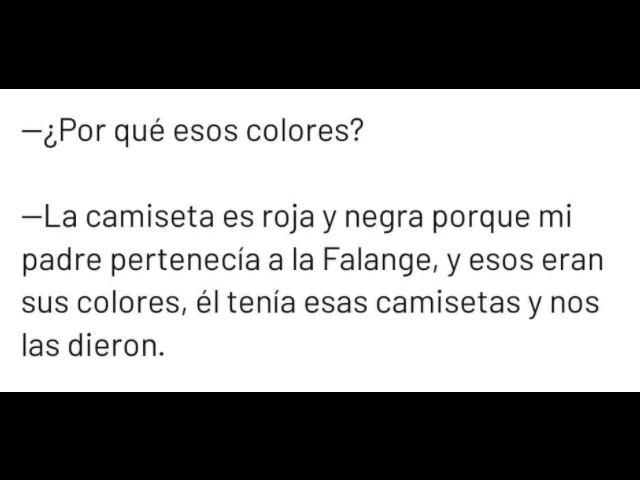 —¿Por qué esos colores?
—La camiseta es roja y negra porque mi
padre pertenecía a la Falange, y esos eran
sus colores, él tenía esas camisetas y nos
las dieron.